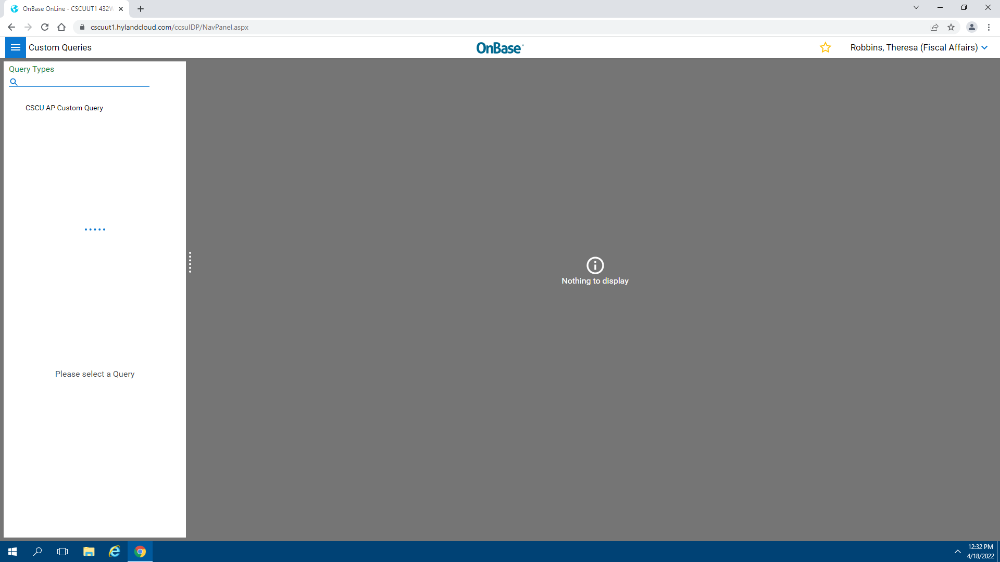 OnBase OnLine - CSCUUT1 432W
cscuut1.hylandcloud.com/ccsuIDP/NavPanel.aspx
Custom Queries
OnBase
Robbins, Theresa (Fiscal Affairs)
Query Types
CSCU AP Custom Query
Nothing to display
Please select a Query
12:32 PM
4/18/2022